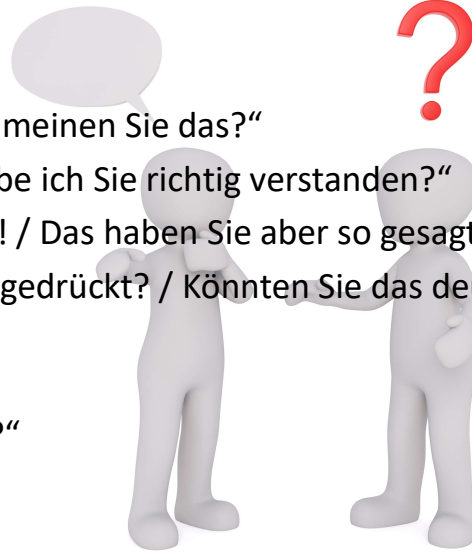 meinen Sie das?“
be ich Sie richtig verstanden?“
! / Das haben Sie aber so gesagt
gedrückt? / Könnten Sie das de
?“